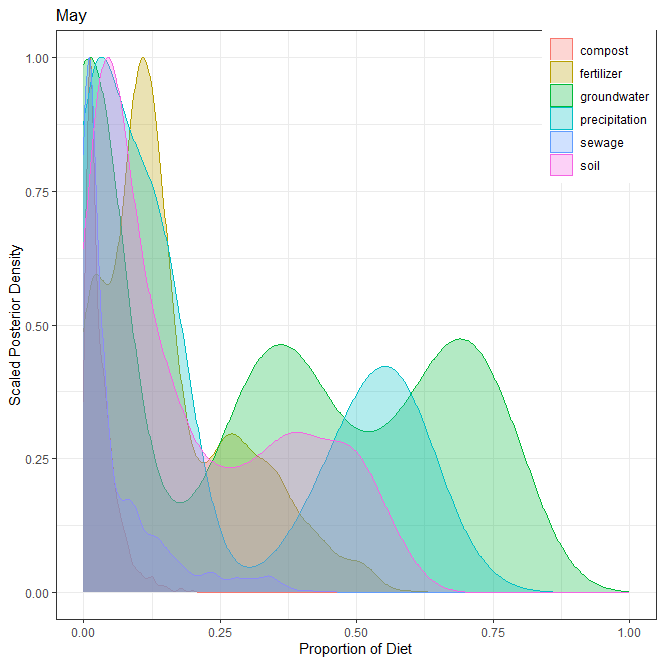 May
compost
fertilizer
groundwater
precipitation
sewage
soil
1.00
0.75
0.50
0.25
0.00
Scaled Posterior Density
0.00 0.25 0.50 0.75 1.00
Proportion of Diet